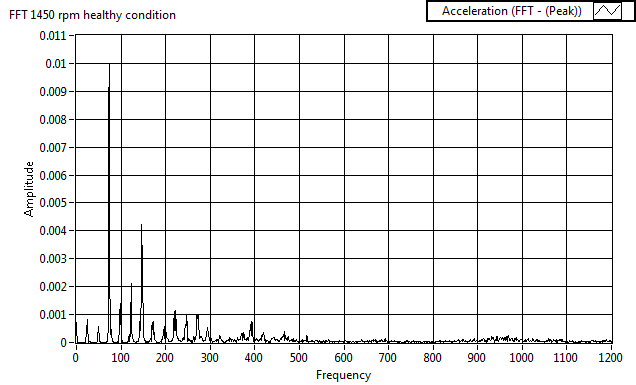 FFT 1450 rpm healthy condition
Acceleration (FFT - (Peak))
0.011
0.01
0.009
0.008
0.007
0.006
0.005
0.004
0.003
0.002
0.001
0
Amplitude
0 100 200 300 400 500 600 700 800 900 1000 1100 1200
Frequency